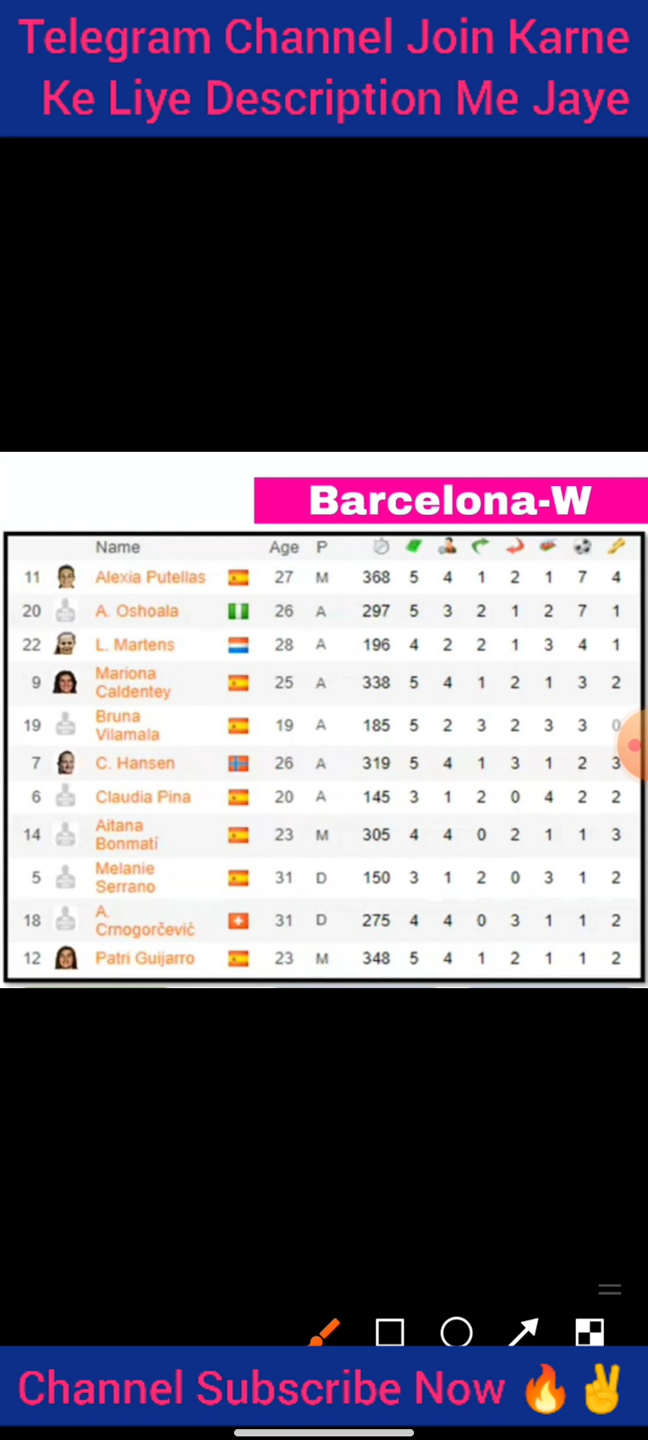 Telegram Channel Join Karne
Ke Liye Description Me Jaye
Barcelona-W
Name Age P
11 Alexia Putellas 27 M 368 5 4 1 2 1 7 4
20 A. Oshoala 26 A 297 5 3 2 1 2 7 1
22 L. Martens 28 A 196 4 2 2 1 3 4 1
9 Mariona Caldentey 25 A 338 5 4 1 2 1 3 2
19 Bruna Vilamala 19 A 185 5 2 3 2 3 3 0
7 C. Hansen 26 A 319 5 4 1 3 1 2 3
6 Claudia Pina 20 A 145 3 1 2 0 4 2 2
14 Aitana Bonmatí 23 M 305 4 4 0 2 1 1 3
5 Melanie Serrano 31 D 150 3 1 2 0 3 1 2
18 A. Crnogorčević 31 D 275 4 4 0 3 1 1 2
12 Patri Guijarro 23 M 348 5 4 1 2 1 1 2
Channel Subscribe Now 🔥✌